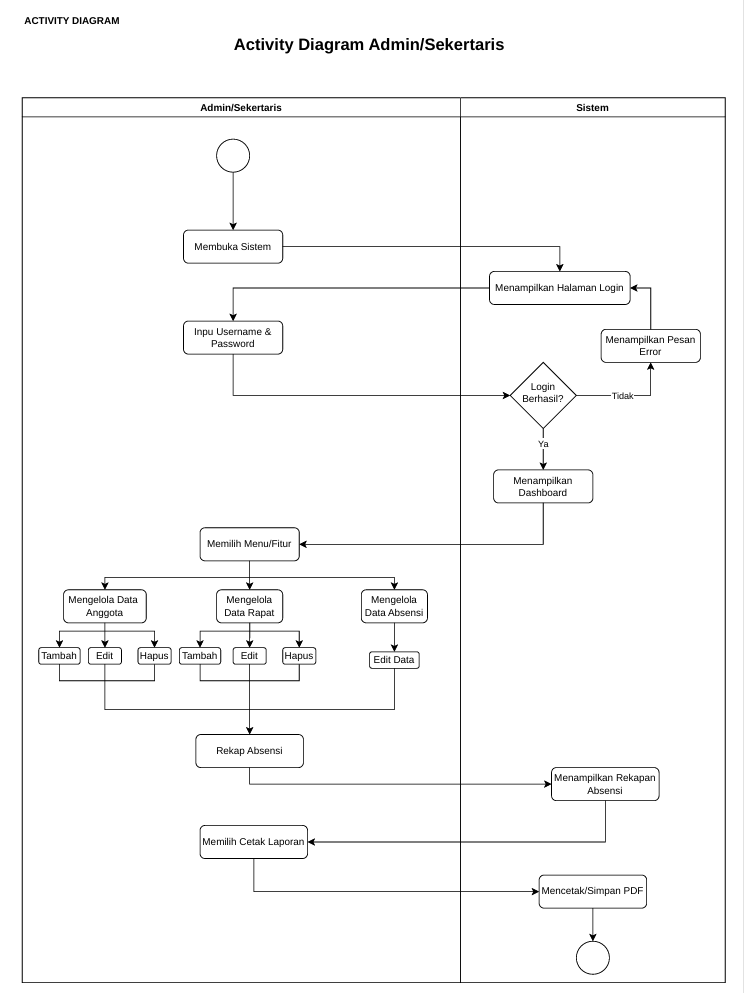 ACTIVITY DIAGRAM
Activity Diagram Admin/Sekertaris
Admin/Sekertaris
Sistem
Membuka Sistem
Menampilkan Halaman Login
Inpu Username &
Password
Menampilkan Pesan
Error
Login
Berhasil?
Tidak
Ya
Menampilkan
Dashboard
Memilih Menu/Fitur
Mengelola Data
Anggota
Mengelola
Data Rapat
Mengelola
Data Absensi
Tambah
Edit
Hapus
Tambah
Edit
Hapus
Edit Data
Rekap Absensi
Menampilkan Rekapan
Absensi
Memilih Cetak Laporan
Mencetak/Simpan PDF